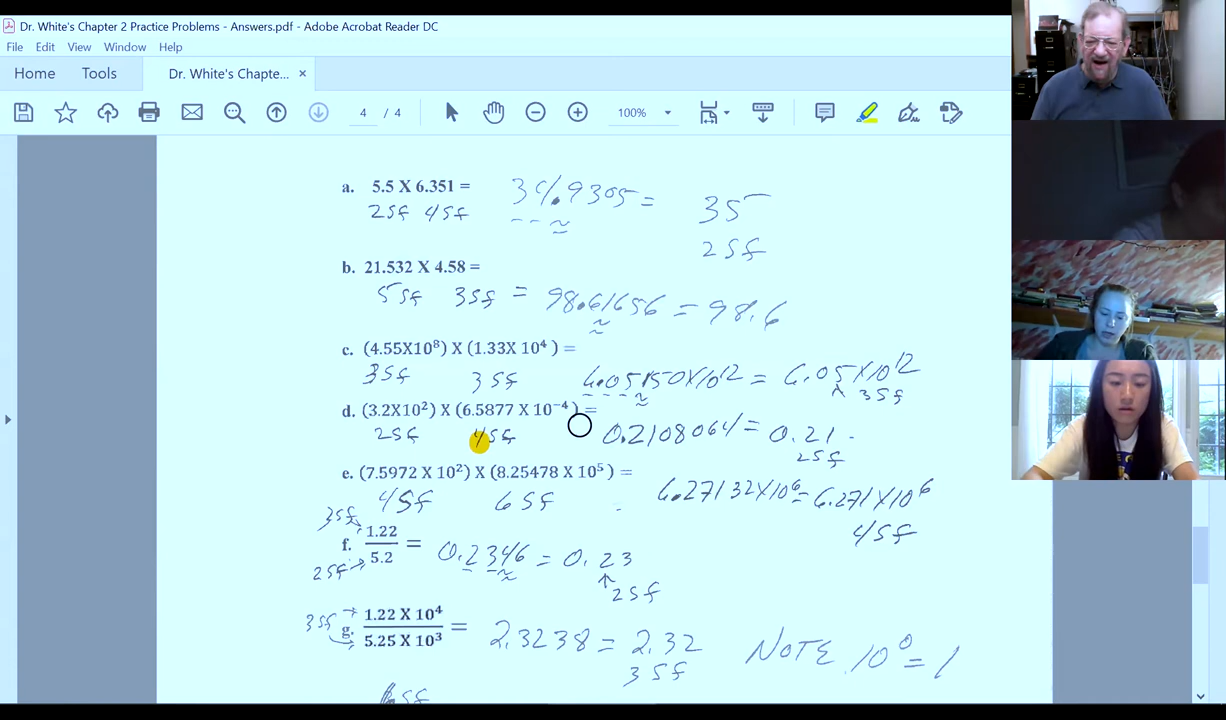 Dr. White's Chapter 2 Practice Problems - Answers.pdf - Adobe Acrobat Reader DC
File Edit View Window Help
Home Tools Dr. White's Chapte... ×
4 / 4 100%
a. 5.5 X 6.351 = 34.9305 = 35
2sf 4sf 2sf
b. 21.532 X 4.58 =
5sf 3sf = 98.61656 = 98.6
c. (4.55X10⁸) X (1.33X 10⁴ ) =
3sf 3sf 6.05150X10¹² = 6.05X10¹²
3sf
d. (3.2X10²) X (6.5877 X 10⁻⁴) =
2sf sf 0.2108064 = 0.21
2sf
e. (7.5972 X 10²) X (8.25478 X 10⁵ ) =
4sf 6sf 6.27132X10⁶ = 6.271X10⁶
4sf
3sf
f. 1.22
5.2 = 0.2346 = 0.23
2sf 2sf
3sf g. 1.22 X 10⁴
5.25 X 10³ = 2.3238 = 2.32 NOTE 10⁰ = 1
3sf
sf